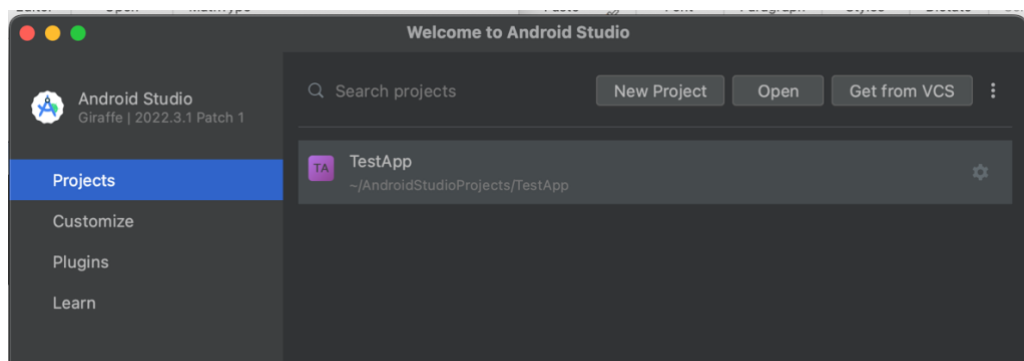 Welcome to Android Studio
Android Studio
Giraffe | 2022.3.1 Patch 1
Search projects
New Project
Open
Get from VCS
Projects
Customize
Plugins
Learn
TA
TestApp
~/AndroidStudioProjects/TestApp